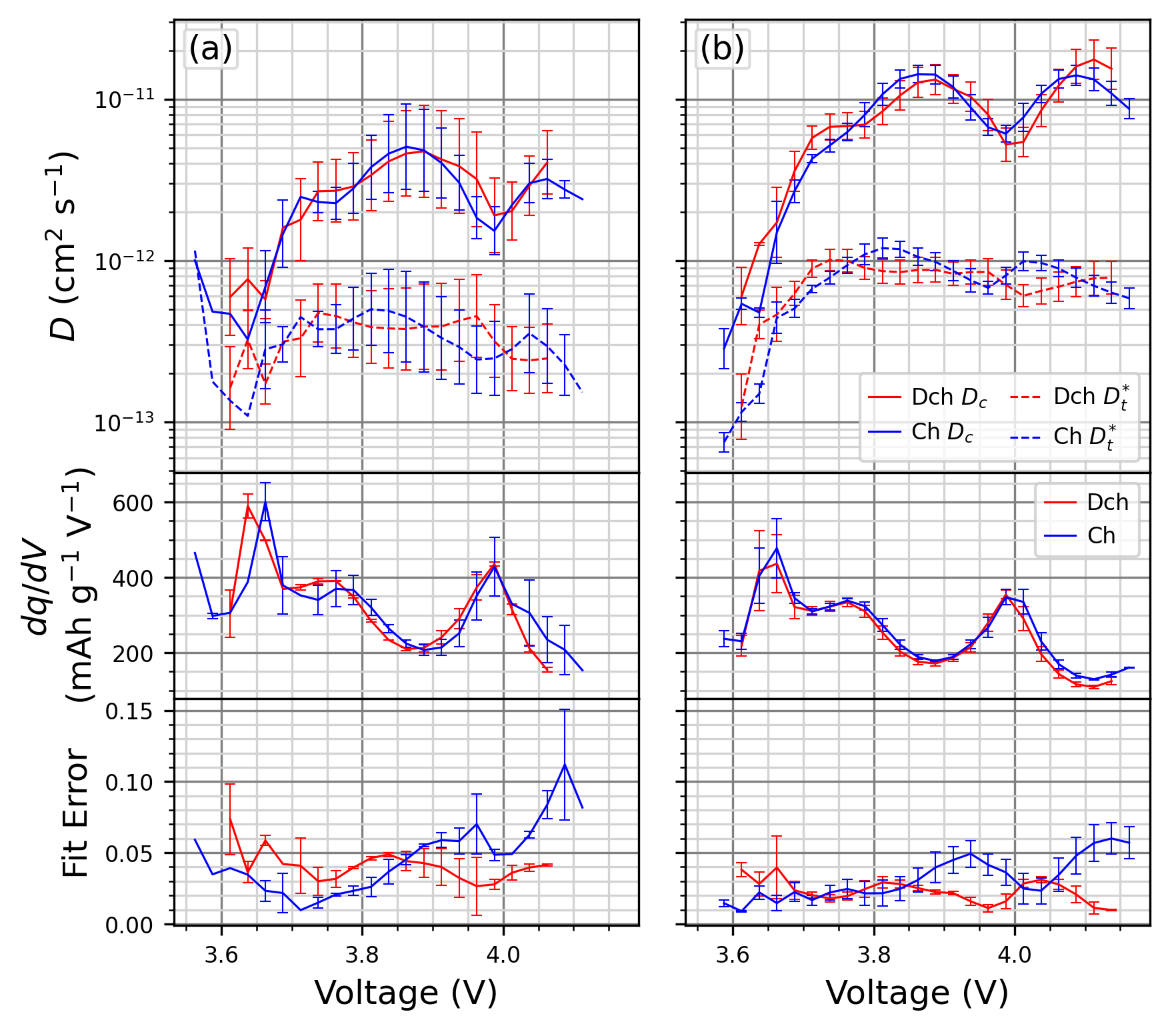 (a)
(b)
D (cm² s⁻¹)
10⁻¹¹
10⁻¹²
10⁻¹³
Dch D_c
Ch D_c
Dch D_t^*
Ch D_t^*
dq/dV
(mAh g⁻¹ V⁻¹)
600
400
200
Dch
Ch
Fit Error
0.15
0.10
0.05
0.00
3.6 3.8 4.0
3.6 3.8 4.0
Voltage (V)
Voltage (V)